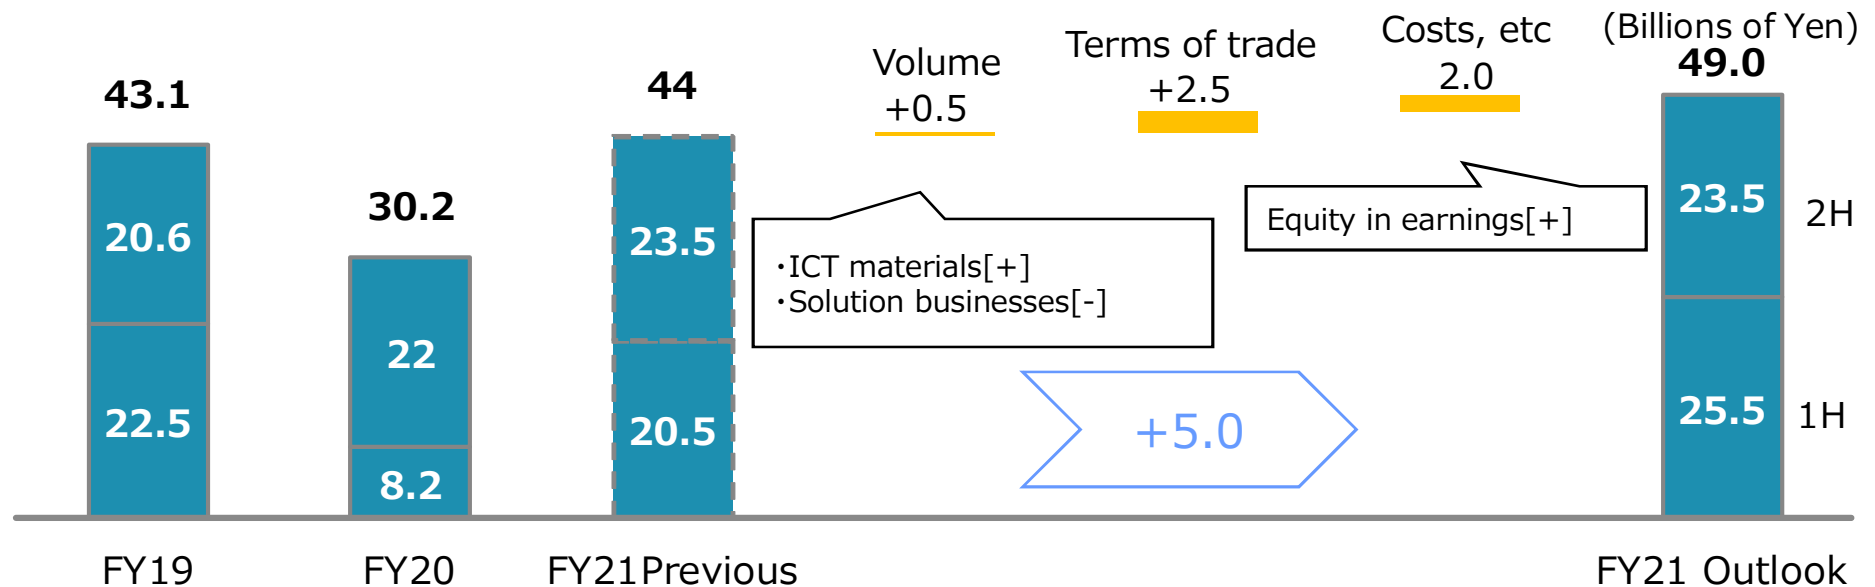 (Billions of Yen)
43.1
20.6
22.5
FY19
30.2
22
8.2
FY20
44
23.5
20.5
FY21Previous
Volume
+0.5
・ICT materials[+]
・Solution businesses[-]
Terms of trade
+2.5
Costs, etc
2.0
Equity in earnings[+]
+5.0
49.0
23.5
2H
25.5
1H
FY21 Outlook